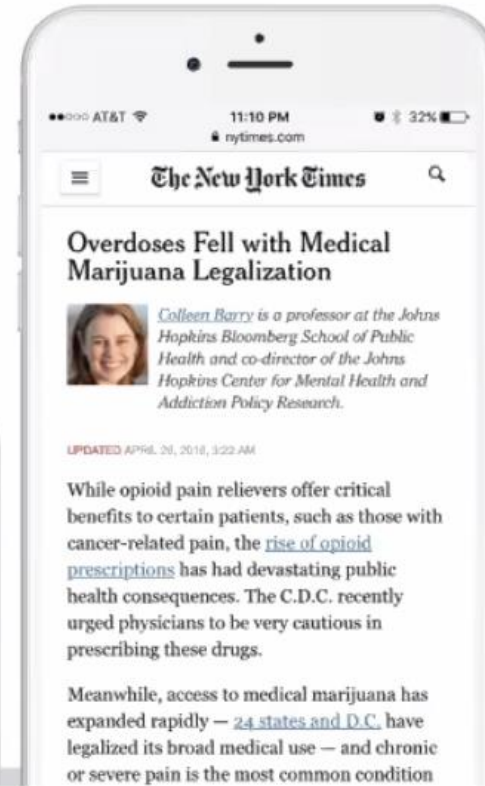 AT&T 11:10 PM 32%
nytimes.com
The New York Times
Overdoses Fell with Medical
Marijuana Legalization
Colleen Barry is a professor at the Johns
Hopkins Bloomberg School of Public
Health and co-director of the Johns
Hopkins Center for Mental Health and
Addiction Policy Research.
UPDATED APRIL 26, 2016, 3:22 AM
While opioid pain relievers offer critical
benefits to certain patients, such as those with
cancer-related pain, the rise of opioid
prescriptions has had devastating public
health consequences. The C.D.C. recently
urged physicians to be very cautious in
prescribing these drugs.
Meanwhile, access to medical marijuana has
expanded rapidly — 24 states and D.C. have
legalized its broad medical use — and chronic
or severe pain is the most common condition